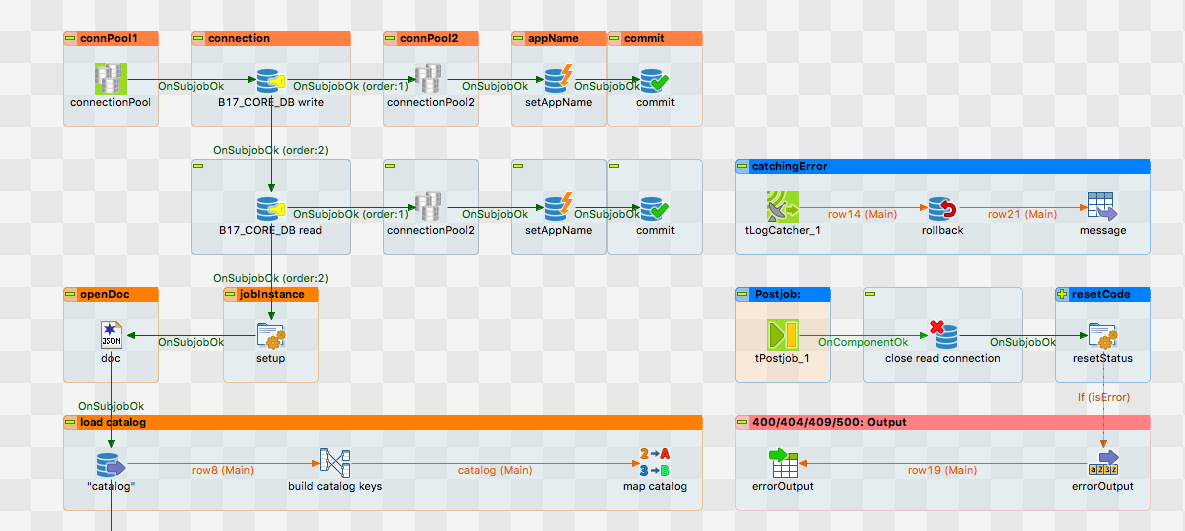 connPool1
connection
connPool2
appName
commit
OnSubjobOk
OnSubjobOk (order:1)
OnSubjobOk
OnSubjobOk
connectionPool
B17_CORE_DB write
connectionPool2
setAppName
commit
OnSubjobOk (order:2)
catchingError
OnSubjobOk (order:1)
OnSubjobOk
OnSubjobOk
row14 (Main)
row21 (Main)
B17_CORE_DB read
connectionPool2
setAppName
commit
tLogCatcher_1
rollback
message
OnSubjobOk (order:2)
openDoc
jobInstance
Postjob:
resetCode
JSON
OnSubjobOk
OnComponentOk
OnSubjobOk
doc
setup
tPostjob_1
close read connection
resetStatus
If (isError)
OnSubjobOk
load catalog
400/404/409/500: Output
2 A
3 B
a23z
row8 (Main)
catalog (Main)
row19 (Main)
"catalog"
build catalog keys
map catalog
errorOutput
errorOutput